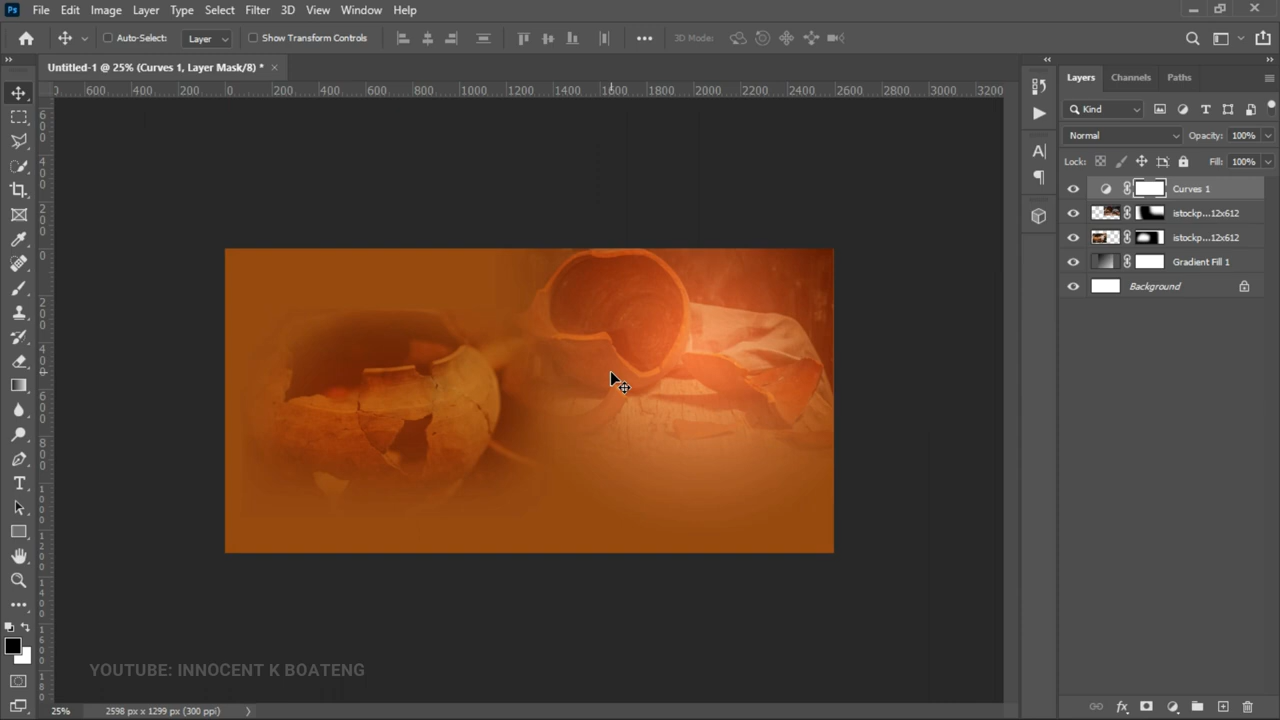 Ps File Edit Image Layer Type Select Filter 3D View Window Help
Auto-Select: Layer Show Transform Controls 3D Mode:
Untitled-1 @ 25% (Curves 1, Layer Mask/8) *
0 600 400 200 0 200 400 600 800 1000 1200 1400 1600 1800 2000 2200 2400 2600 2800 3000 3200
Layers Channels Paths
Kind
Normal Opacity: 100%
Lock: Fill: 100%
Curves 1
istockp...12x612
istockp...12x612
Gradient Fill 1
Background
YOUTUBE: INNOCENT K BOATENG
25% 2598 px x 1299 px (300 ppi)